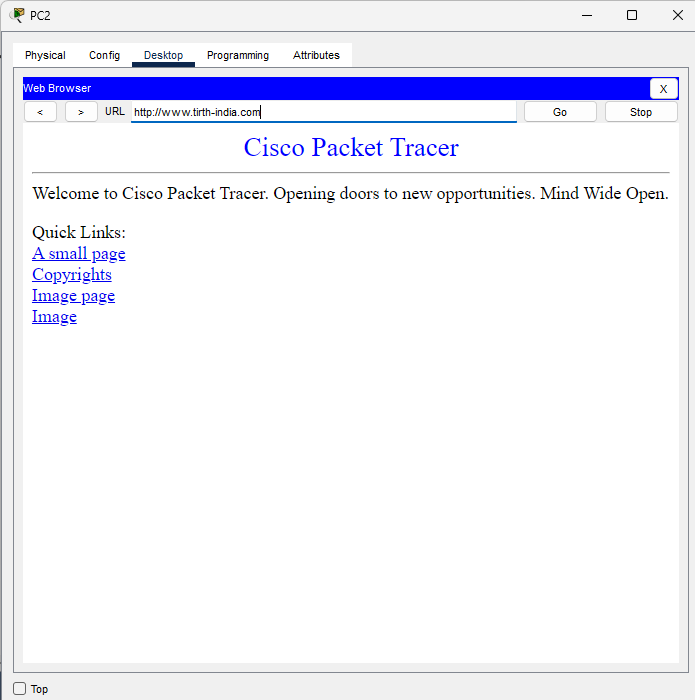 PC2
Physical Config Desktop Programming Attributes
Web Browser X
< > URL http://www.tirth-india.com Go Stop
Cisco Packet Tracer
Welcome to Cisco Packet Tracer. Opening doors to new opportunities. Mind Wide Open.
Quick Links:
A small page
Copyrights
Image page
Image
Top